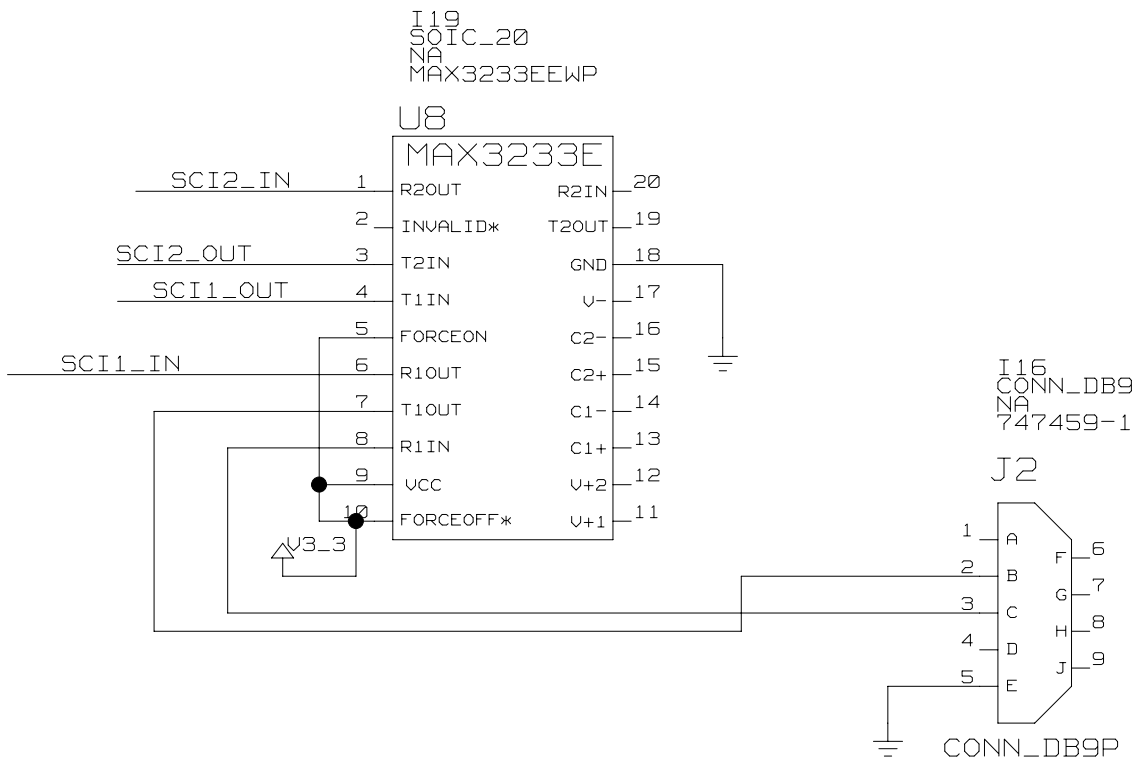 I19
SOIC_20
NA
MAX3233EEWP
U8
MAX3233E
SCI2_IN 1 R2OUT R2IN 20
2 INVALID* T2OUT 19
SCI2_OUT 3 T2IN GND 18
SCI1_OUT 4 T1IN V- 17
5 FORCEON C2- 16
SCI1_IN 6 R1OUT C2+ 15
7 T1OUT C1- 14
8 R1IN C1+ 13
9 VCC V+2 12
10 FORCEOFF* V+1 11
V3_3
I16
CONN_DB9
NA
747459-1
J2
1 A
F 6
2 B
G 7
3 C
H 8
4 D
J 9
5 E
CONN_DB9P